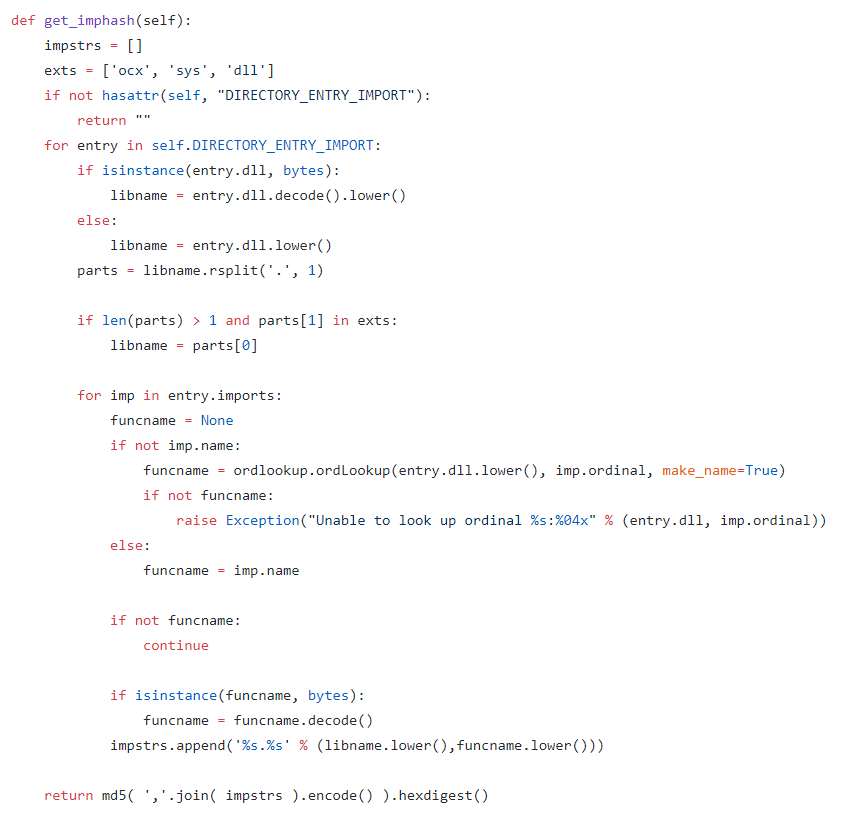 def get_imphash(self):
    impstrs = []
    exts = ['ocx', 'sys', 'dll']
    if not hasattr(self, "DIRECTORY_ENTRY_IMPORT"):
        return ""
    for entry in self.DIRECTORY_ENTRY_IMPORT:
        if isinstance(entry.dll, bytes):
            libname = entry.dll.decode().lower()
        else:
            libname = entry.dll.lower()
        parts = libname.rsplit('.', 1)

        if len(parts) > 1 and parts[1] in exts:
            libname = parts[0]

        for imp in entry.imports:
            funcname = None
            if not imp.name:
                funcname = ordlookup.ordLookup(entry.dll.lower(), imp.ordinal, make_name=True)
                if not funcname:
                    raise Exception("Unable to look up ordinal %s:%04x" % (entry.dll, imp.ordinal))
            else:
                funcname = imp.name

            if not funcname:
                continue

            if isinstance(funcname, bytes):
                funcname = funcname.decode()
            impstrs.append('%s.%s' % (libname.lower(),funcname.lower()))

    return md5( ','.join( impstrs ).encode() ).hexdigest()